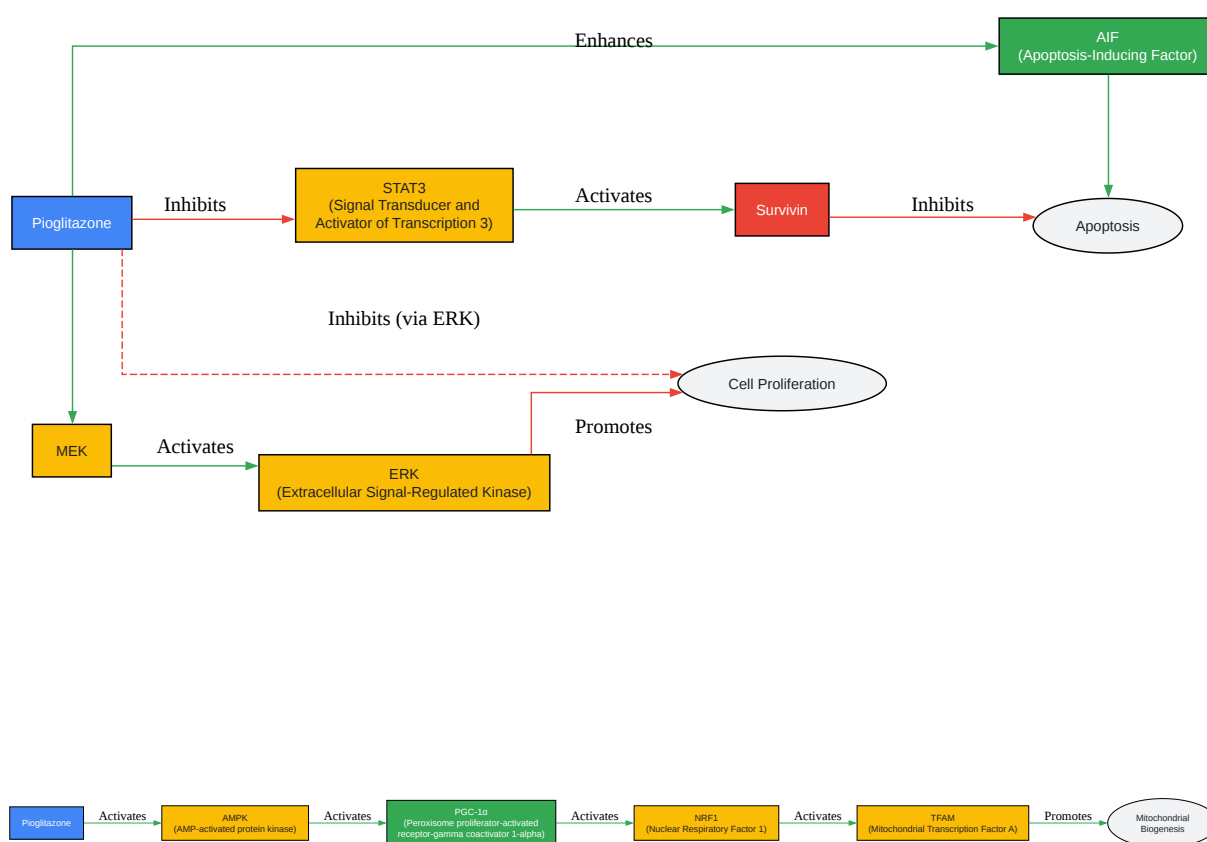 Enhances
AIF
(Apoptosis-Inducing Factor)
Pioglitazone
Inhibits
STAT3
(Signal Transducer and
Activator of Transcription 3)
Activates
Survivin
Inhibits
Apoptosis
Inhibits (via ERK)
Cell Proliferation
Promotes
MEK
Activates
ERK
(Extracellular Signal-Regulated Kinase)
Pioglitazone
Activates
AMPK
(AMP-activated protein kinase)
Activates
PGC-1α
(Peroxisome proliferator-activated
receptor-gamma coactivator 1-alpha)
Activates
NRF1
(Nuclear Respiratory Factor 1)
Activates
TFAM
(Mitochondrial Transcription Factor A)
Promotes
Mitochondrial
Biogenesis